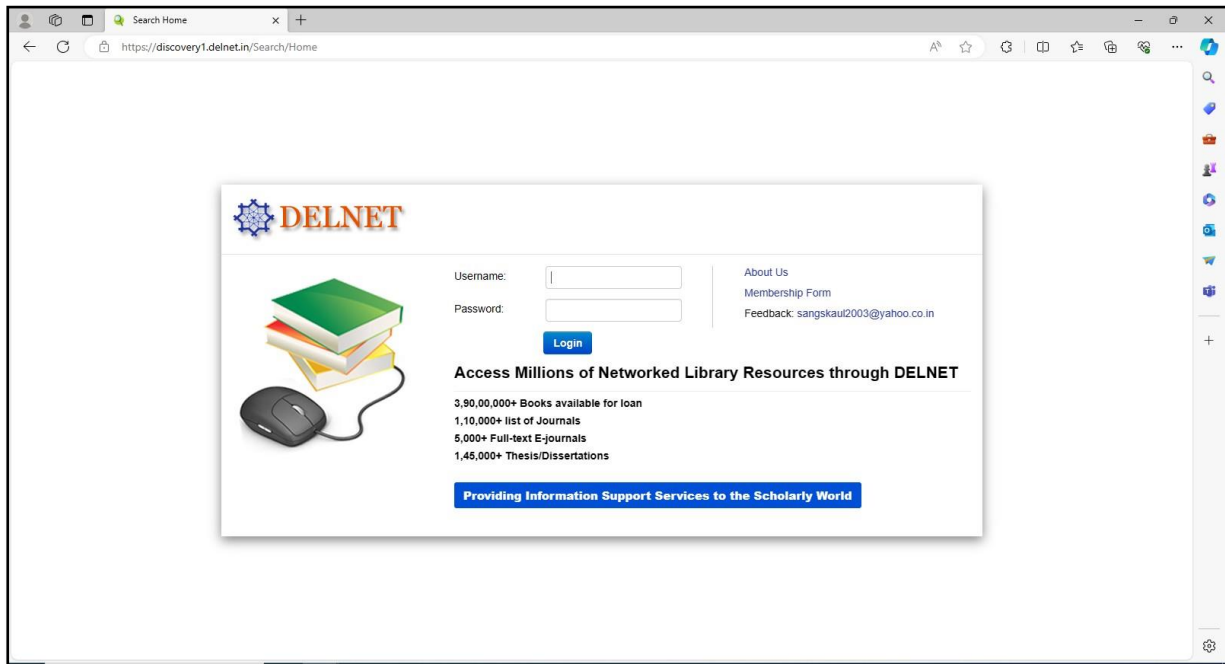 Search Home
https://discovery1.delnet.in/Search/Home
DELNET
Username:
Password:
Login
About Us
Membership Form
Feedback: sangskaul2003@yahoo.co.in
Access Millions of Networked Library Resources through DELNET
3,90,00,000+ Books available for loan
1,10,000+ list of Journals
5,000+ Full-text E-journals
1,45,000+ Thesis/Dissertations
Providing Information Support Services to the Scholarly World